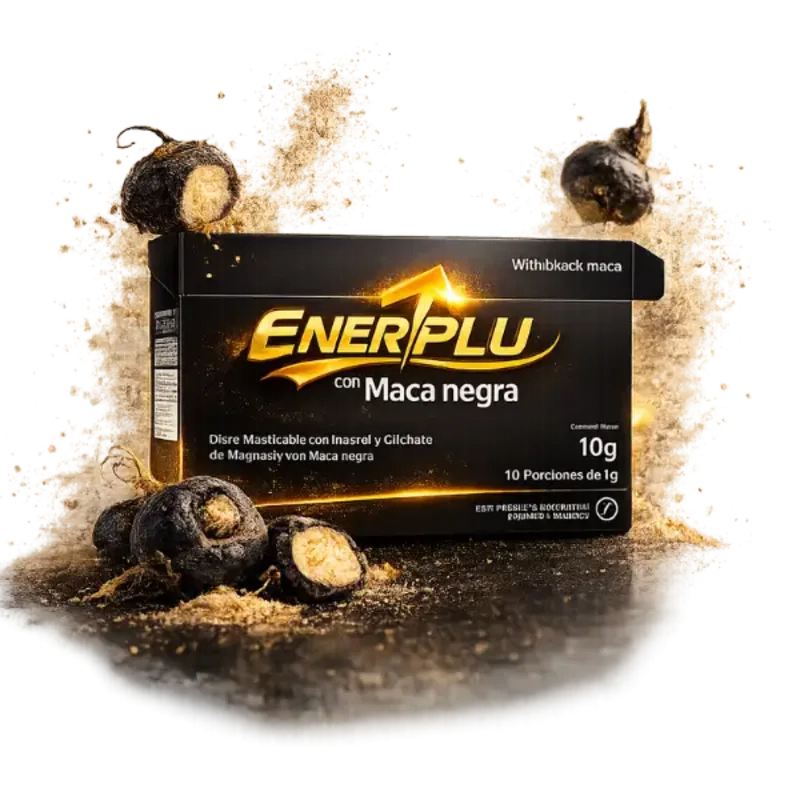 Withıbkack maca
ENERPLU
con Maca negra
Disre Masticable con Inasrel y Gilchate
de Magnasiy von Maca negra
10g
10 Porciones de 1g